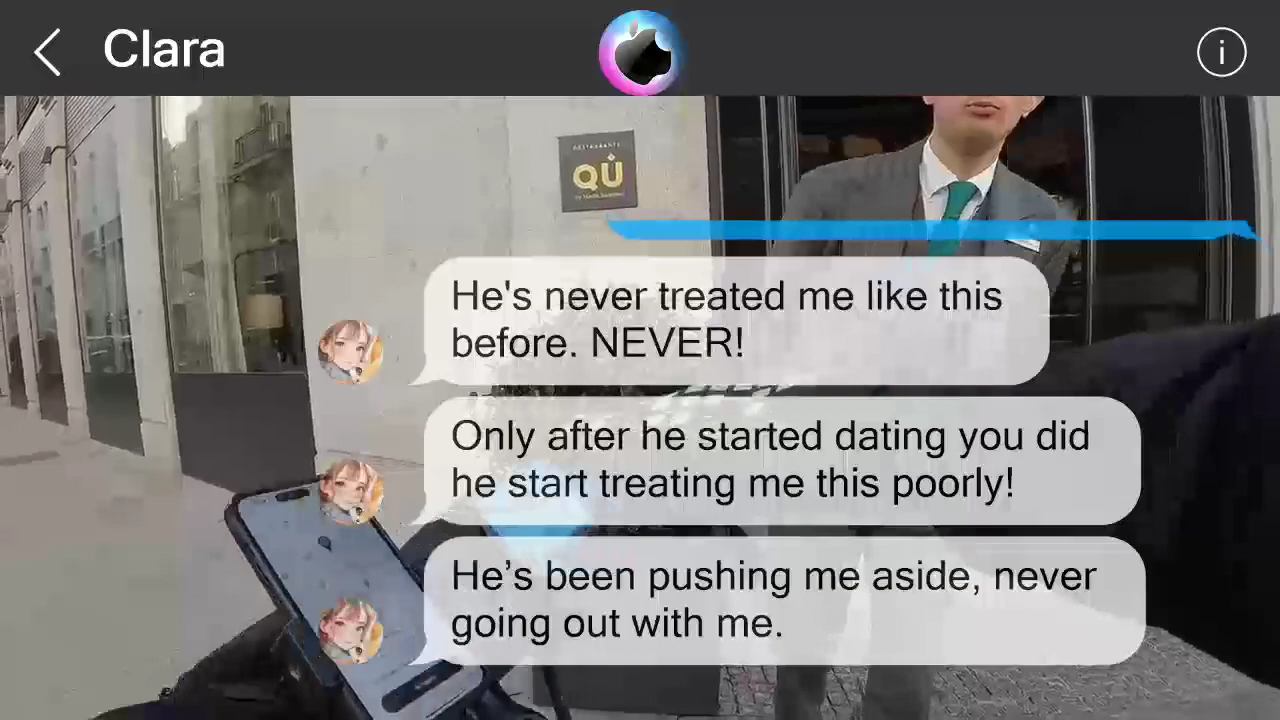 Clara
i
RESTAURANTE
QÙ
He's never treated me like this
before. NEVER!
Only after he started dating you did
he start treating me this poorly!
He’s been pushing me aside, never
going out with me.